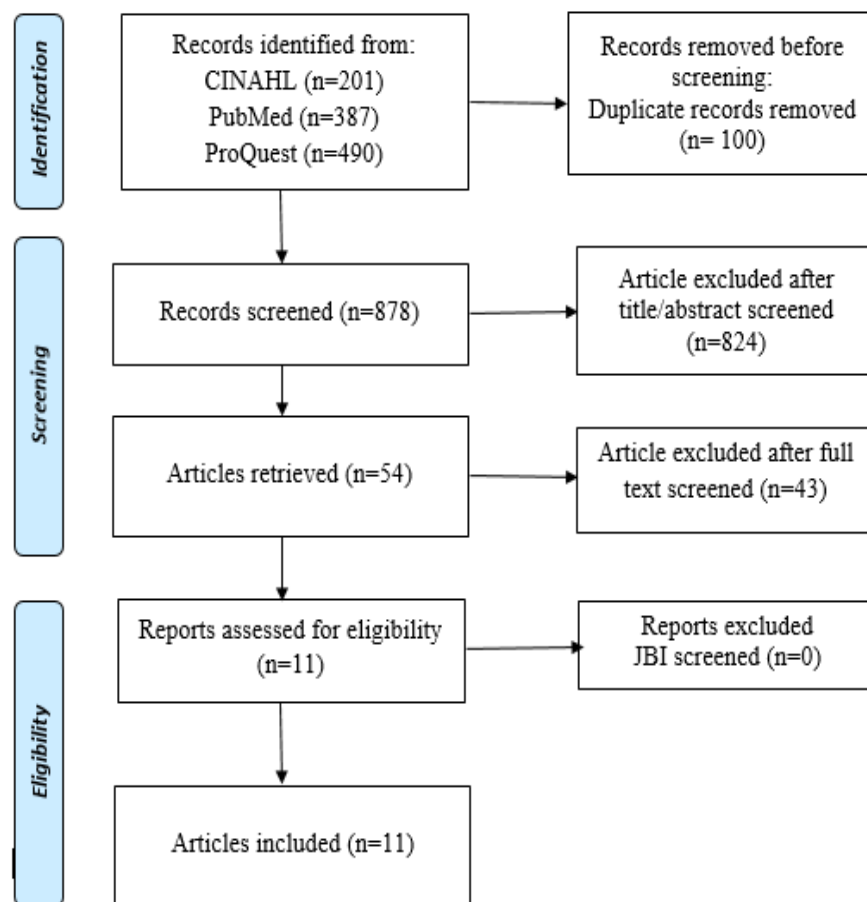 Identification
Records identified from:
CINAHL (n=201)
PubMed (n=387)
ProQuest (n=490)
Records removed before
screening:
Duplicate records removed
(n= 100)
Screening
Records screened (n=878)
Article excluded after
title/abstract screened
(n=824)
Articles retrieved (n=54)
Article excluded after full
text screened (n=43)
Eligibility
Reports assessed for eligibility
(n=11)
Reports excluded
JBI screened (n=0)
Articles included (n=11)